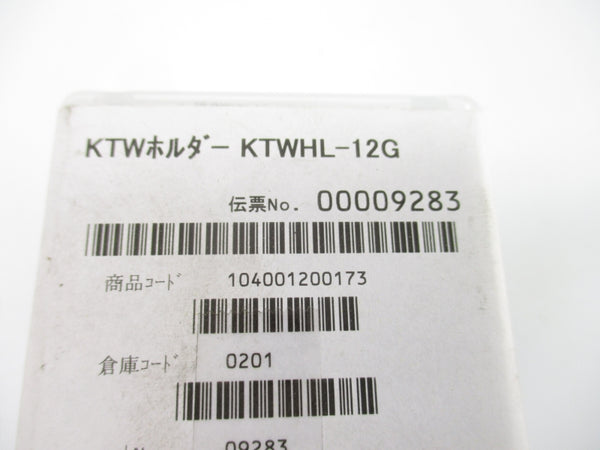 KTWホルダー KTWHL-12G
伝票No. 00009283
商品コード 104001200173
倉庫コード 0201
09283